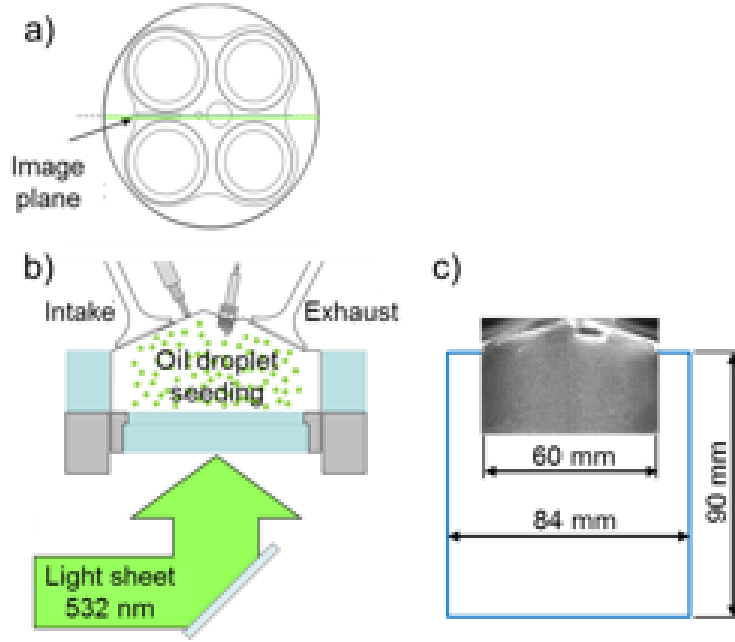 a)
Image
plane
b)
Intake
Exhaust
Oil droplet
seeding
Light sheet
532 nm
c)
60 mm
84 mm
90 mm